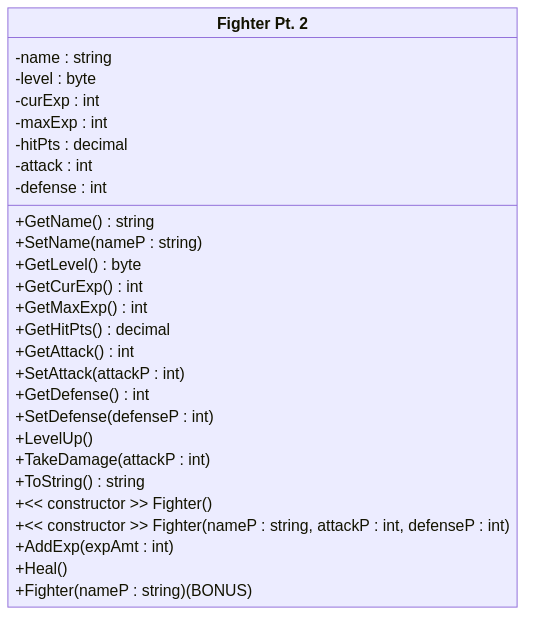 Fighter Pt. 2
-name : string
-level : byte
-curExp : int
-maxExp : int
-hitPts : decimal
-attack : int
-defense : int
+GetName() : string
+SetName(nameP : string)
+GetLevel() : byte
+GetCurExp() : int
+GetMaxExp() : int
+GetHitPts() : decimal
+GetAttack() : int
+SetAttack(attackP : int)
+GetDefense() : int
+SetDefense(defenseP : int)
+LevelUp()
+TakeDamage(attackP : int)
+ToString() : string
+<< constructor >> Fighter()
+<< constructor >> Fighter(nameP : string, attackP : int, defenseP : int)
+AddExp(expAmt : int)
+Heal()
+Fighter(nameP : string)(BONUS)